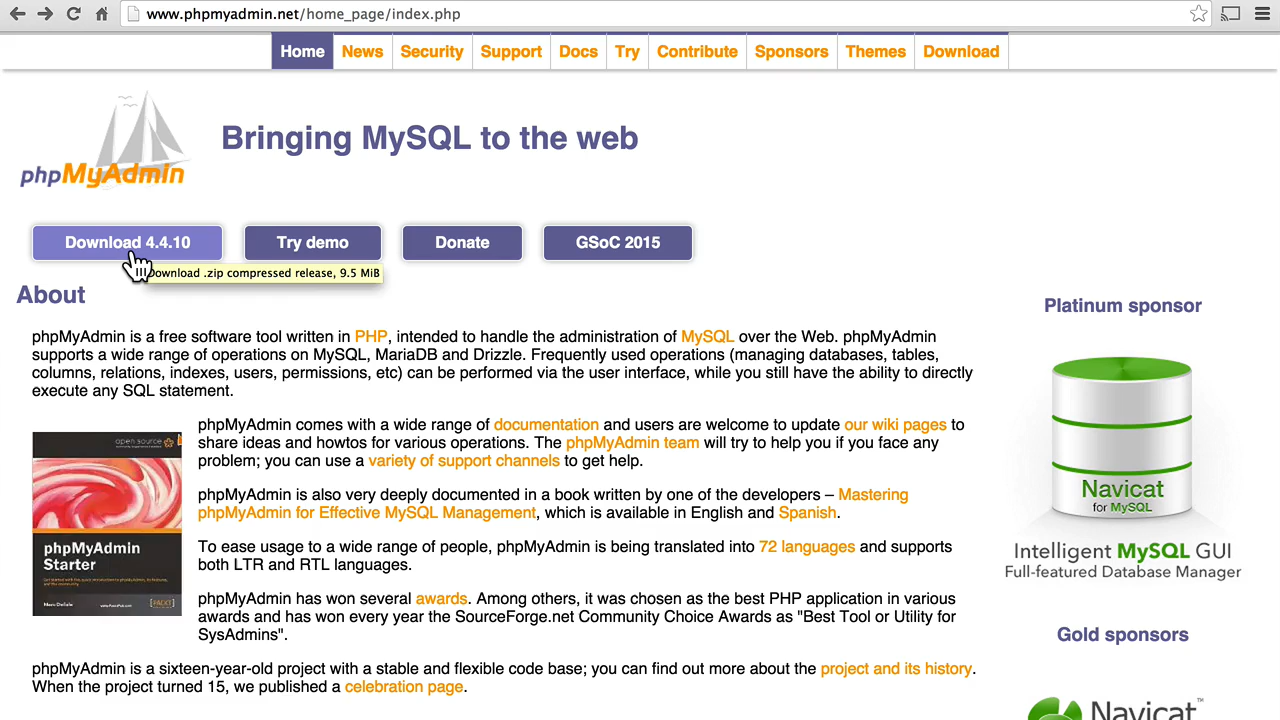 www.phpmyadmin.net/home_page/index.php
Home News Security Support Docs Try Contribute Sponsors Themes Download
phpMyAdmin
Bringing MySQL to the web
Download 4.4.10 Try demo Donate GSoC 2015
Download .zip compressed release, 9.5 MiB
About
phpMyAdmin is a free software tool written in PHP, intended to handle the administration of MySQL over the Web. phpMyAdmin
supports a wide range of operations on MySQL, MariaDB and Drizzle. Frequently used operations (managing databases, tables,
columns, relations, indexes, users, permissions, etc) can be performed via the user interface, while you still have the ability to directly
execute any SQL statement.
open source
phpMyAdmin
Starter
[PACKT]
phpMyAdmin comes with a wide range of documentation and users are welcome to update our wiki pages to
share ideas and howtos for various operations. The phpMyAdmin team will try to help you if you face any
problem; you can use a variety of support channels to get help.
phpMyAdmin is also very deeply documented in a book written by one of the developers – Mastering
phpMyAdmin for Effective MySQL Management, which is available in English and Spanish.
To ease usage to a wide range of people, phpMyAdmin is being translated into 72 languages and supports
both LTR and RTL languages.
phpMyAdmin has won several awards. Among others, it was chosen as the best PHP application in various
awards and has won every year the SourceForge.net Community Choice Awards as "Best Tool or Utility for
SysAdmins".
phpMyAdmin is a sixteen-year-old project with a stable and flexible code base; you can find out more about the project and its history.
When the project turned 15, we published a celebration page.
Platinum sponsor
Navicat
for MySQL
Intelligent MySQL GUI
Full-featured Database Manager
Gold sponsors
Navicat